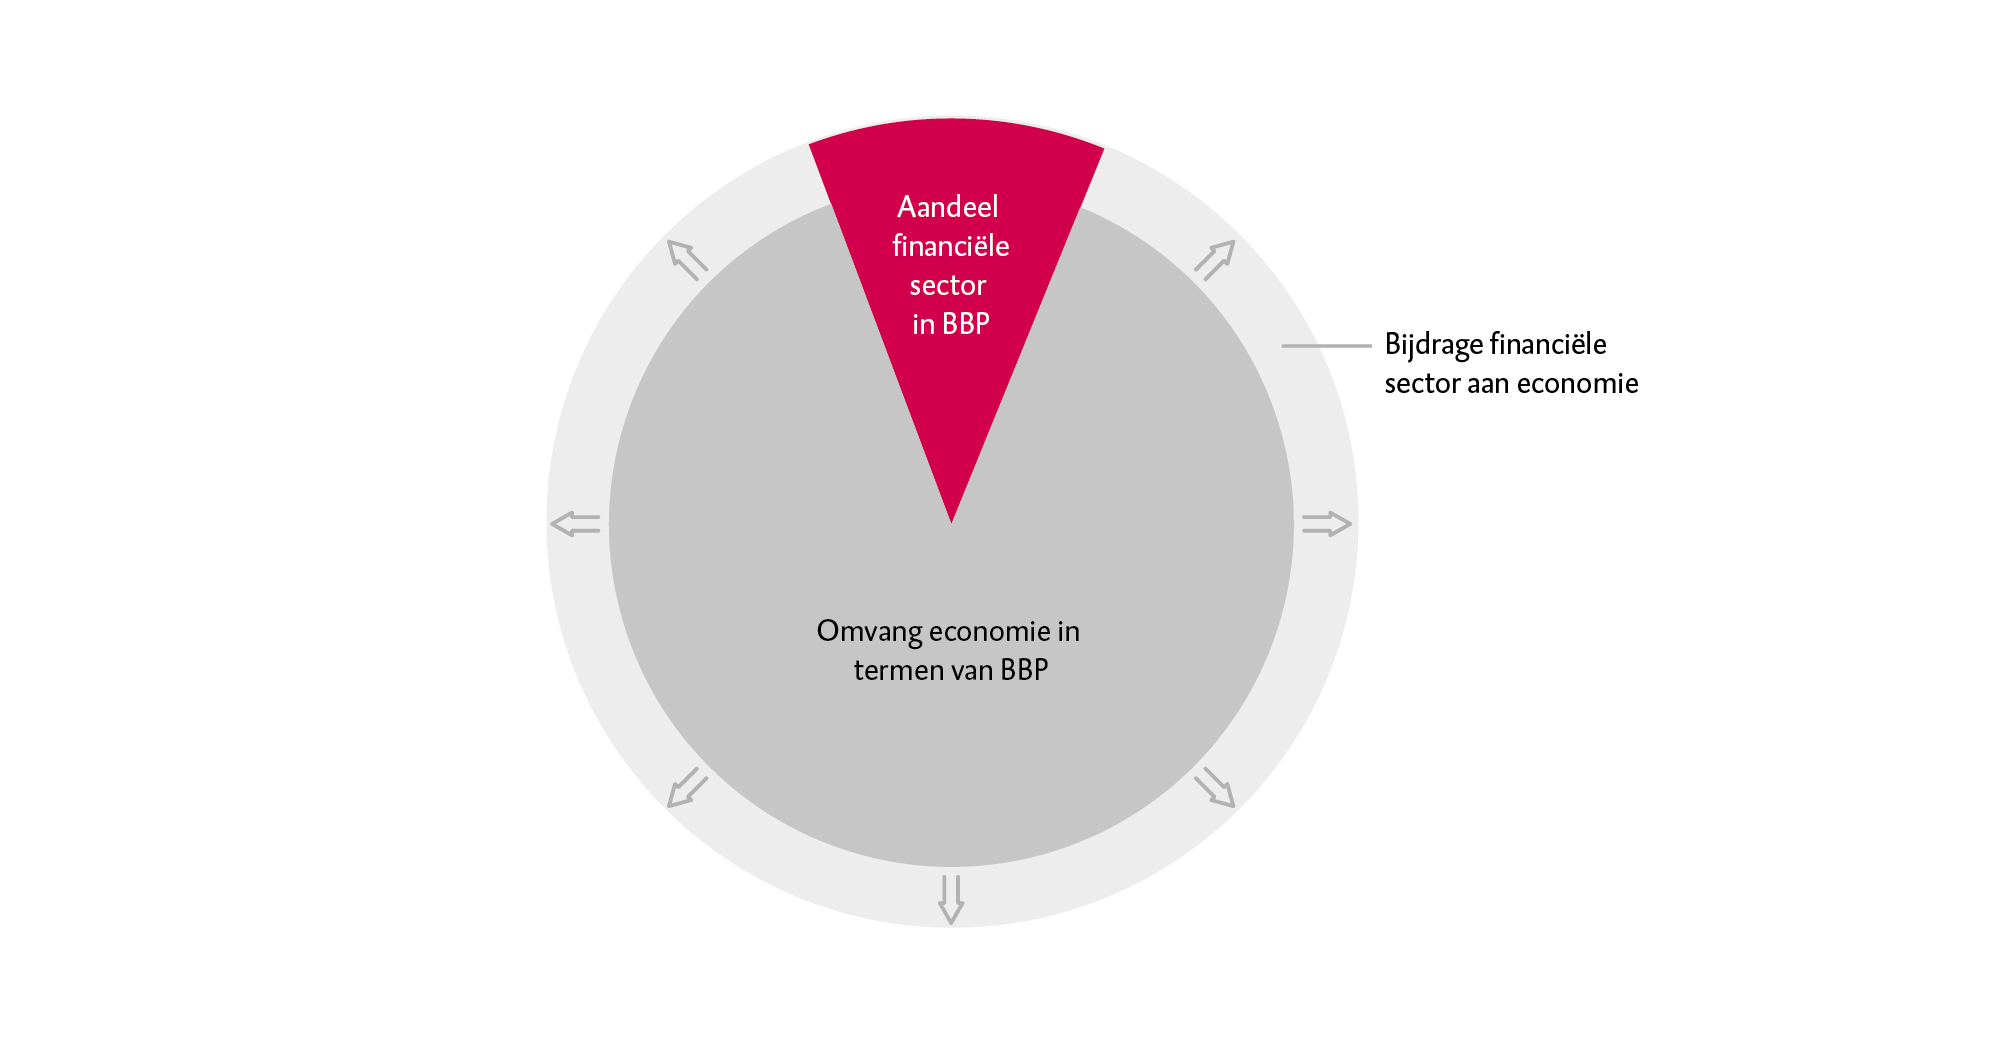 Aandeel
financiële
sector
in BBP
Bijdrage financiële
sector aan economie
Omvang economie in
termen van BBP